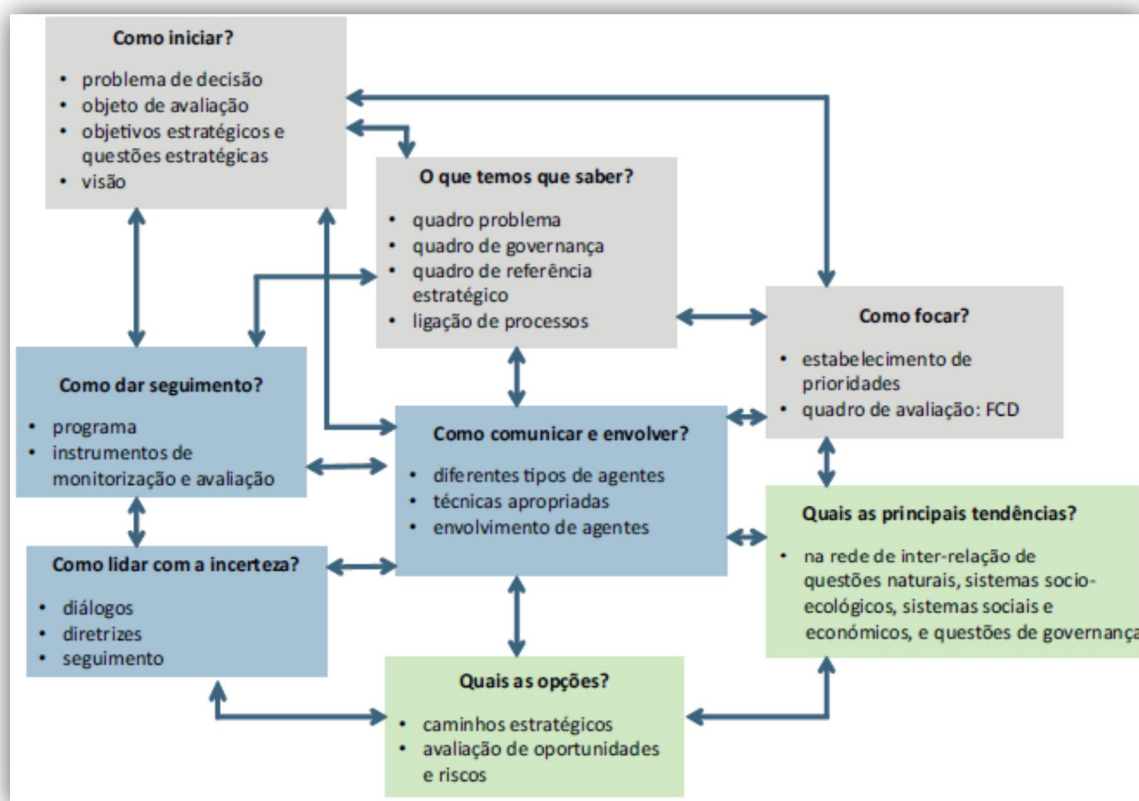 Como iniciar?
• problema de decisão
• objeto de avaliação
• objetivos estratégicos e
questões estratégicas
• visão
O que temos que saber?
• quadro problema
• quadro de governança
• quadro de referência
estratégico
• ligação de processos
Como focar?
• estabelecimento de
prioridades
• quadro de avaliação: FCD
Como dar seguimento?
• programa
• instrumentos de
monitorização e avaliação
Como comunicar e envolver?
• diferentes tipos de agentes
• técnicas apropriadas
• envolvimento de agentes
Quais as principais tendências?
• na rede de inter-relação de
questões naturais, sistemas socio-
ecológicos, sistemas sociais e
económicos, e questões de governança
Como lidar com a incerteza?
• diálogos
• diretrizes
• seguimento
Quais as opções?
• caminhos estratégicos
• avaliação de oportunidades
e riscos